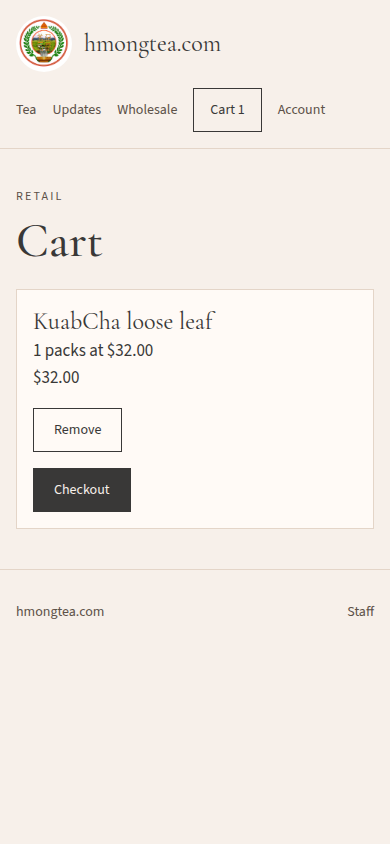 hmongtea.com
Tea Updates Wholesale Cart 1 Account
RETAIL
Cart
KuabCha loose leaf
1 packs at $32.00
$32.00
Remove
Checkout
hmongtea.com Staff